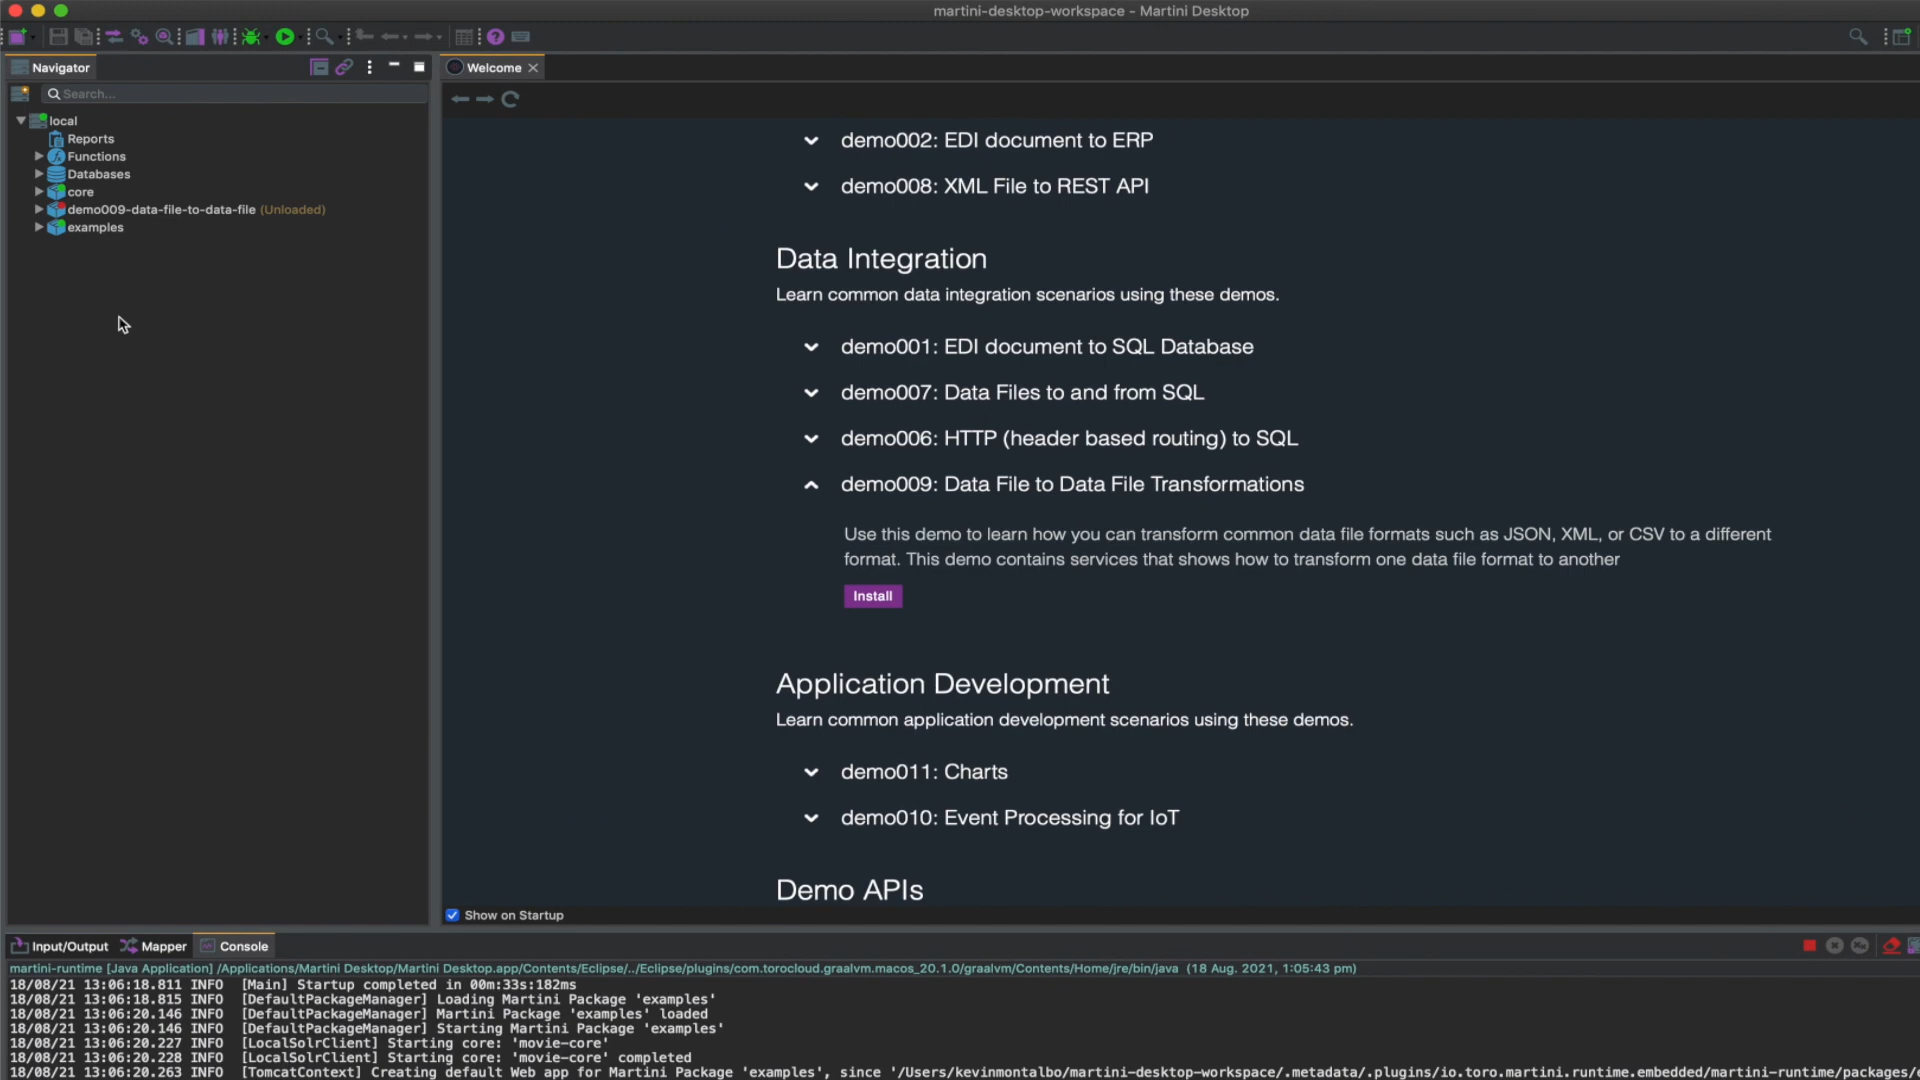 martini-desktop-workspace - Martini Desktop
Navigator
Welcome
Search...
local
Reports
Functions
Databases
core
demo009-data-file-to-data-file (Unloaded)
examples
demo002: EDI document to ERP
demo008: XML File to REST API
Data Integration
Learn common data integration scenarios using these demos.
demo001: EDI document to SQL Database
demo007: Data Files to and from SQL
demo006: HTTP (header based routing) to SQL
demo009: Data File to Data File Transformations
Use this demo to learn how you can transform common data file formats such as JSON, XML, or CSV to a different
format. This demo contains services that shows how to transform one data file format to another
Install
Application Development
Learn common application development scenarios using these demos.
demo011: Charts
demo010: Event Processing for IoT
Demo APIs
Show on Startup
Input/Output Mapper Console
martini-runtime [Java Application] /Applications/Martini Desktop/Martini Desktop.app/Contents/Eclipse/../Eclipse/plugins/com.torocloud.graalvm.macos_20.1.0/graalvm/Contents/Home/jre/bin/java (18 Aug. 2021, 1:05:43 pm)
18/08/21 13:06:18.811 INFO [Main] Startup completed in 00m:33s:182ms
18/08/21 13:06:18.815 INFO [DefaultPackageManager] Loading Martini Package 'examples'
18/08/21 13:06:20.146 INFO [DefaultPackageManager] Martini Package 'examples' loaded
18/08/21 13:06:20.146 INFO [DefaultPackageManager] Starting Martini Package 'examples'
18/08/21 13:06:20.227 INFO [LocalSolrClient] Starting core: 'movie-core'
18/08/21 13:06:20.228 INFO [LocalSolrClient] Starting core: 'movie-core' completed
18/08/21 13:06:20.263 INFO [TomcatContext] Creating default Web app for Martini Package 'examples', since '/Users/kevinmontalbo/martini-desktop-workspace/.metadata/.plugins/io.toro.martini.runtime.embedded/martini-runtime/packages/